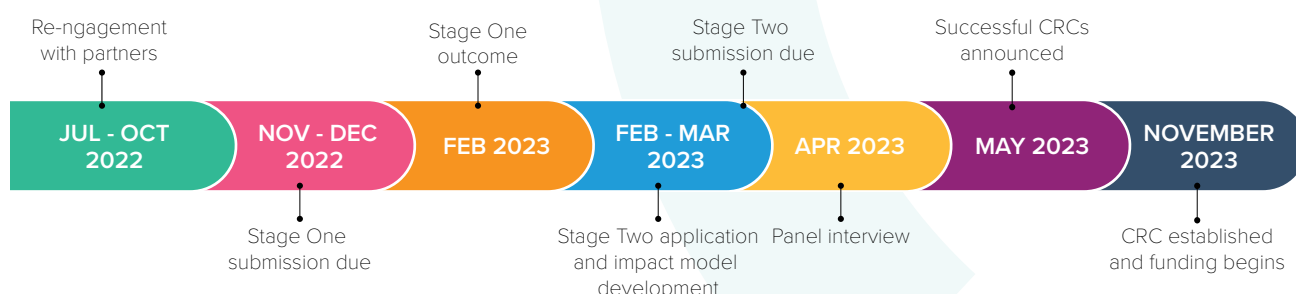 Re-ngagement
with partners
Stage One
outcome
Stage Two
submission due
Successful CRCs
announced
JUL - OCT
2022
NOV - DEC
2022
FEB 2023
FEB - MAR
2023
APR 2023
MAY 2023
NOVEMBER
2023
Stage One
submission due
Stage Two application
and impact model
development
Panel interview
CRC established
and funding begins